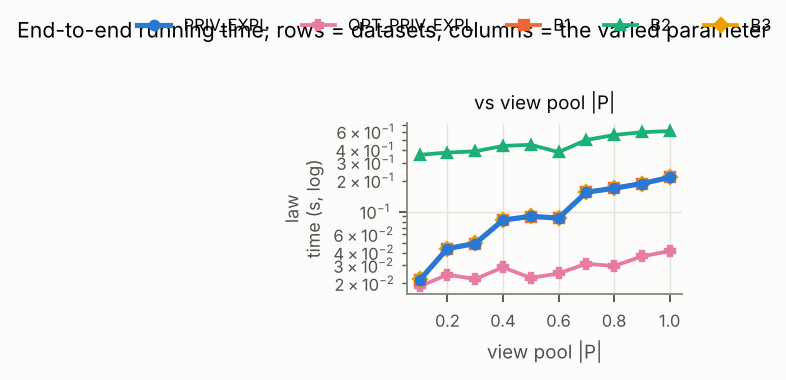 End-to-end running time; rows = datasets, columns = the varied parameter
PRIV_EXPL OPT_PRIV_EXPL B1 B2 B3
vs view pool |P|
law
time (s, log)
6 × 10⁻¹
4 × 10⁻¹
3 × 10⁻¹
2 × 10⁻¹
10⁻¹
6 × 10⁻²
4 × 10⁻²
3 × 10⁻²
2 × 10⁻²
0.2 0.4 0.6 0.8 1.0
view pool |P|